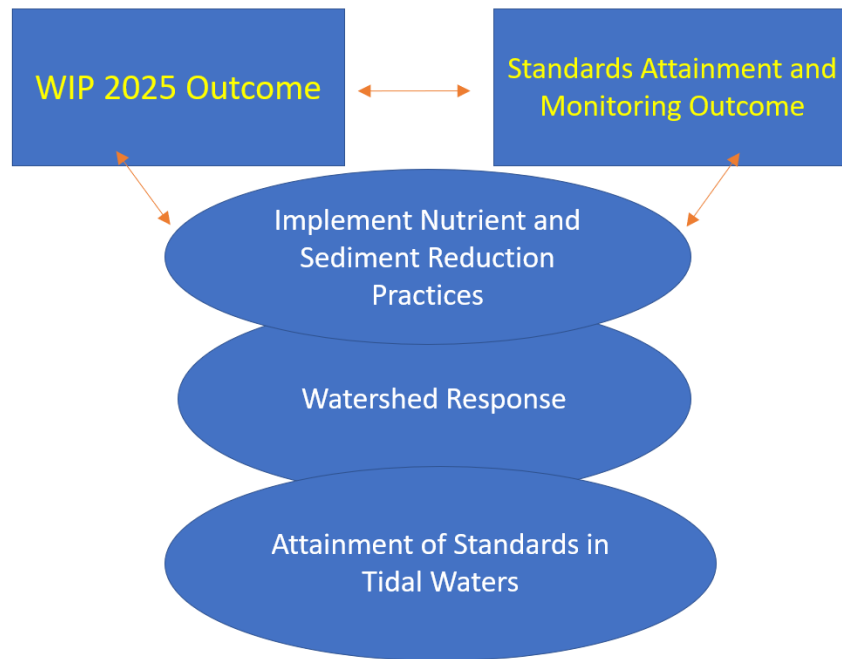 WIP 2025 Outcome
Standards Attainment and
Monitoring Outcome
Implement Nutrient and
Sediment Reduction
Practices
Watershed Response
Attainment of Standards in
Tidal Waters